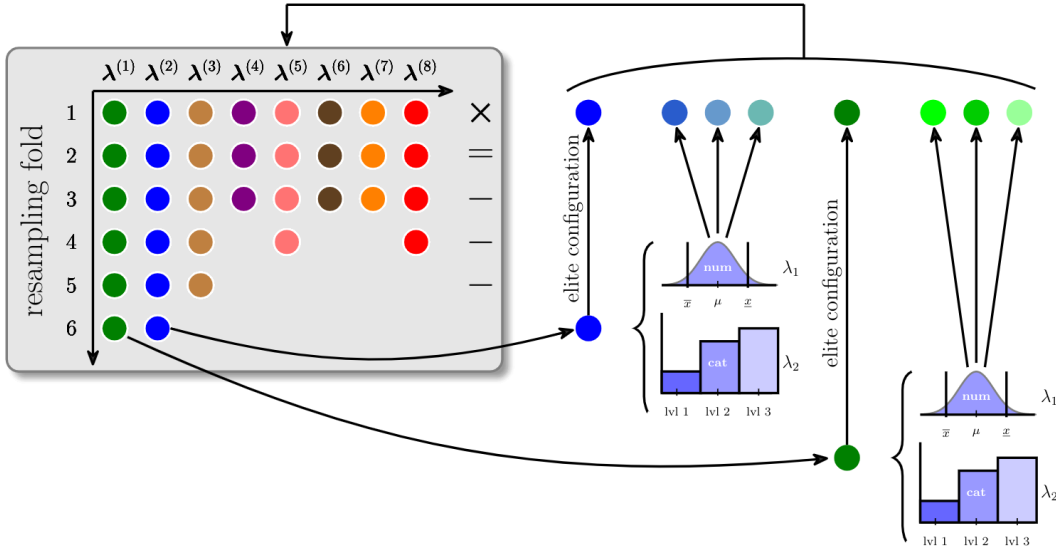 λ(1) λ(2) λ(3) λ(4) λ(5) λ(6) λ(7) λ(8)
resampling fold
1 ×
2 =
3 −
4 −
5 −
6
elite configuration
num λ1
x̅ μ x̲
cat λ2
lvl 1 lvl 2 lvl 3
elite configuration
num λ1
x̅ μ x̲
cat λ2
lvl 1 lvl 2 lvl 3